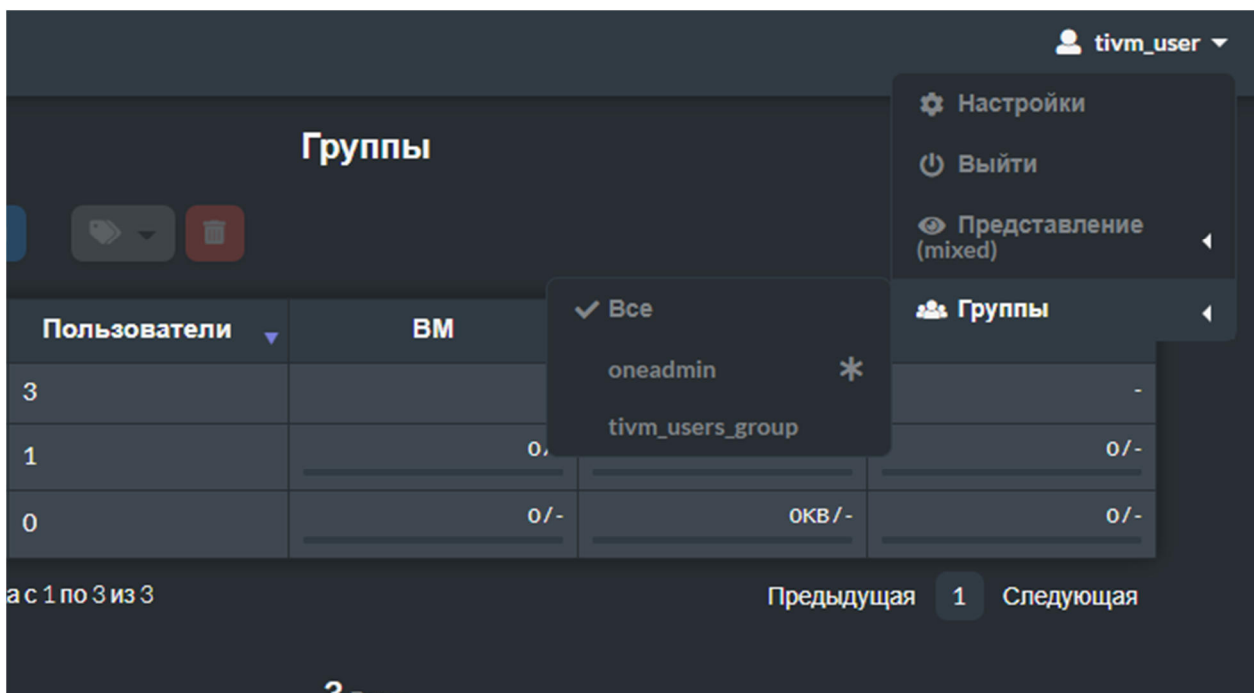 tivm_user
Настройки
Группы
Выйти
Представление
(mixed)
Группы
Все
oneadmin
tivm_users_group
Пользователи ВМ
3 -
1 0/ 0/-
0 0/- 0KB/- 0/-
а с 1 по 3 из 3 Предыдущая 1 Следующая